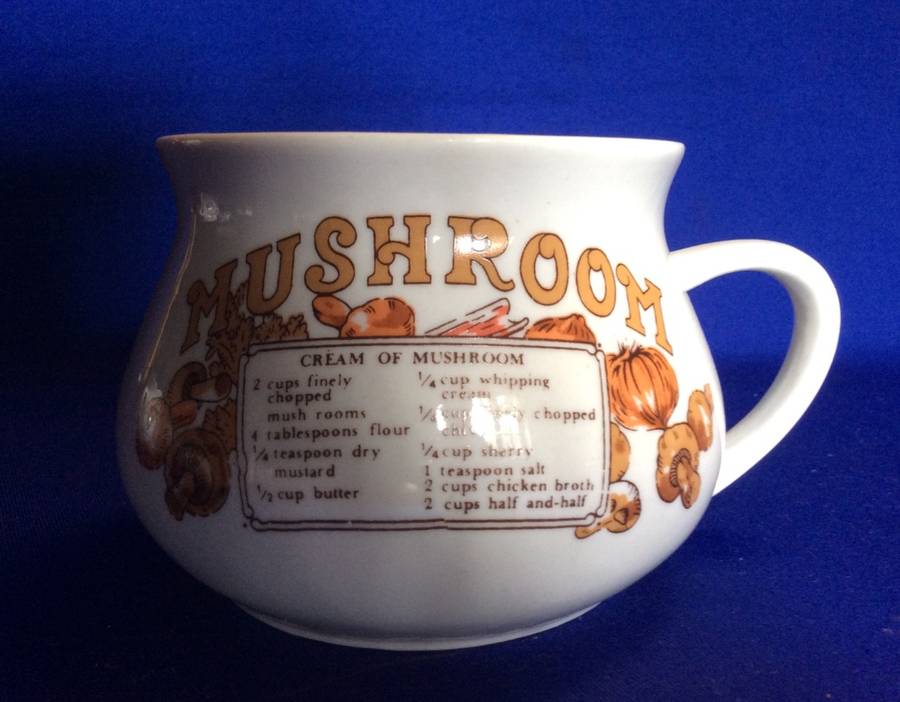 MUSHROOM
CREAM OF MUSHROOM
2 cups finely
chopped
mush rooms
4 tablespoons flour
1/4 teaspoon dry
mustard
1/2 cup butter
1/4 cup whipping
cream
cup chopped
1/4 cup sherry
1 teaspoon salt
2 cups chicken broth
2 cups half and-half